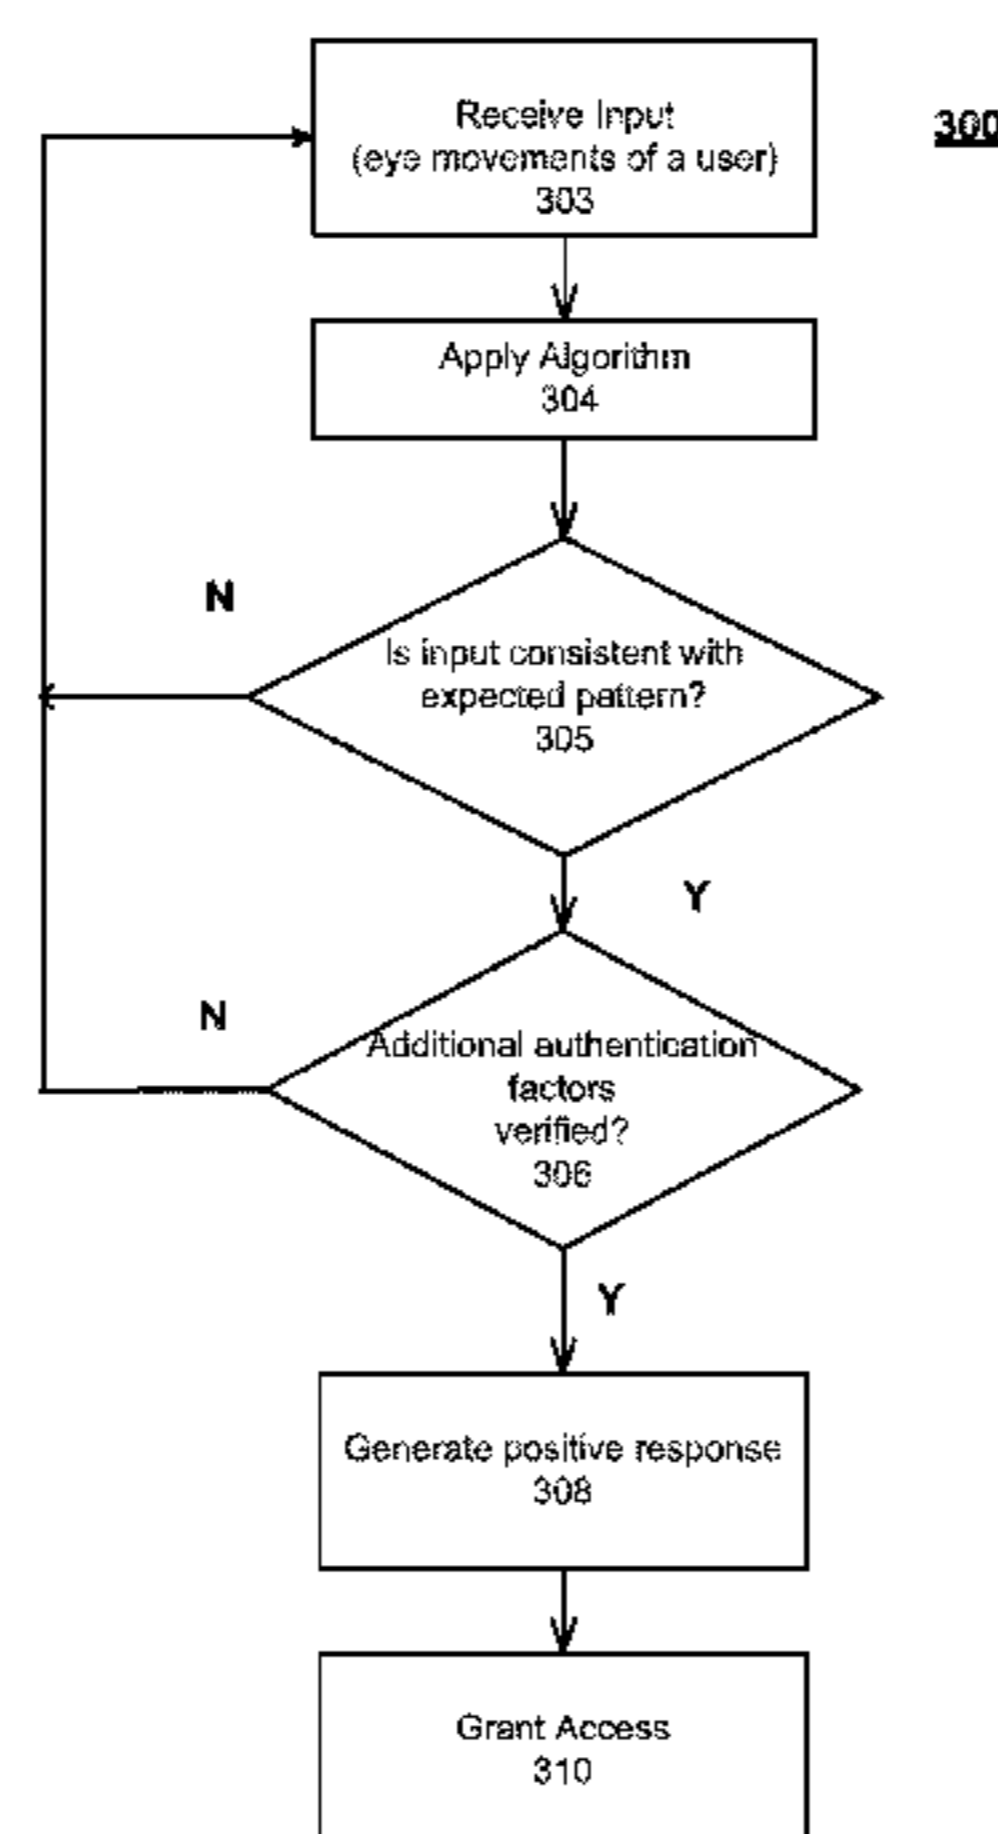 300
Receive Input
(eye movements of a user)
303
Apply Algorithm
304
N
Is input consistent with
expected pattern?
305
Y
N
Additional authentication
factors
verified?
306
Y
Generate positive response
308
Grant Access
310